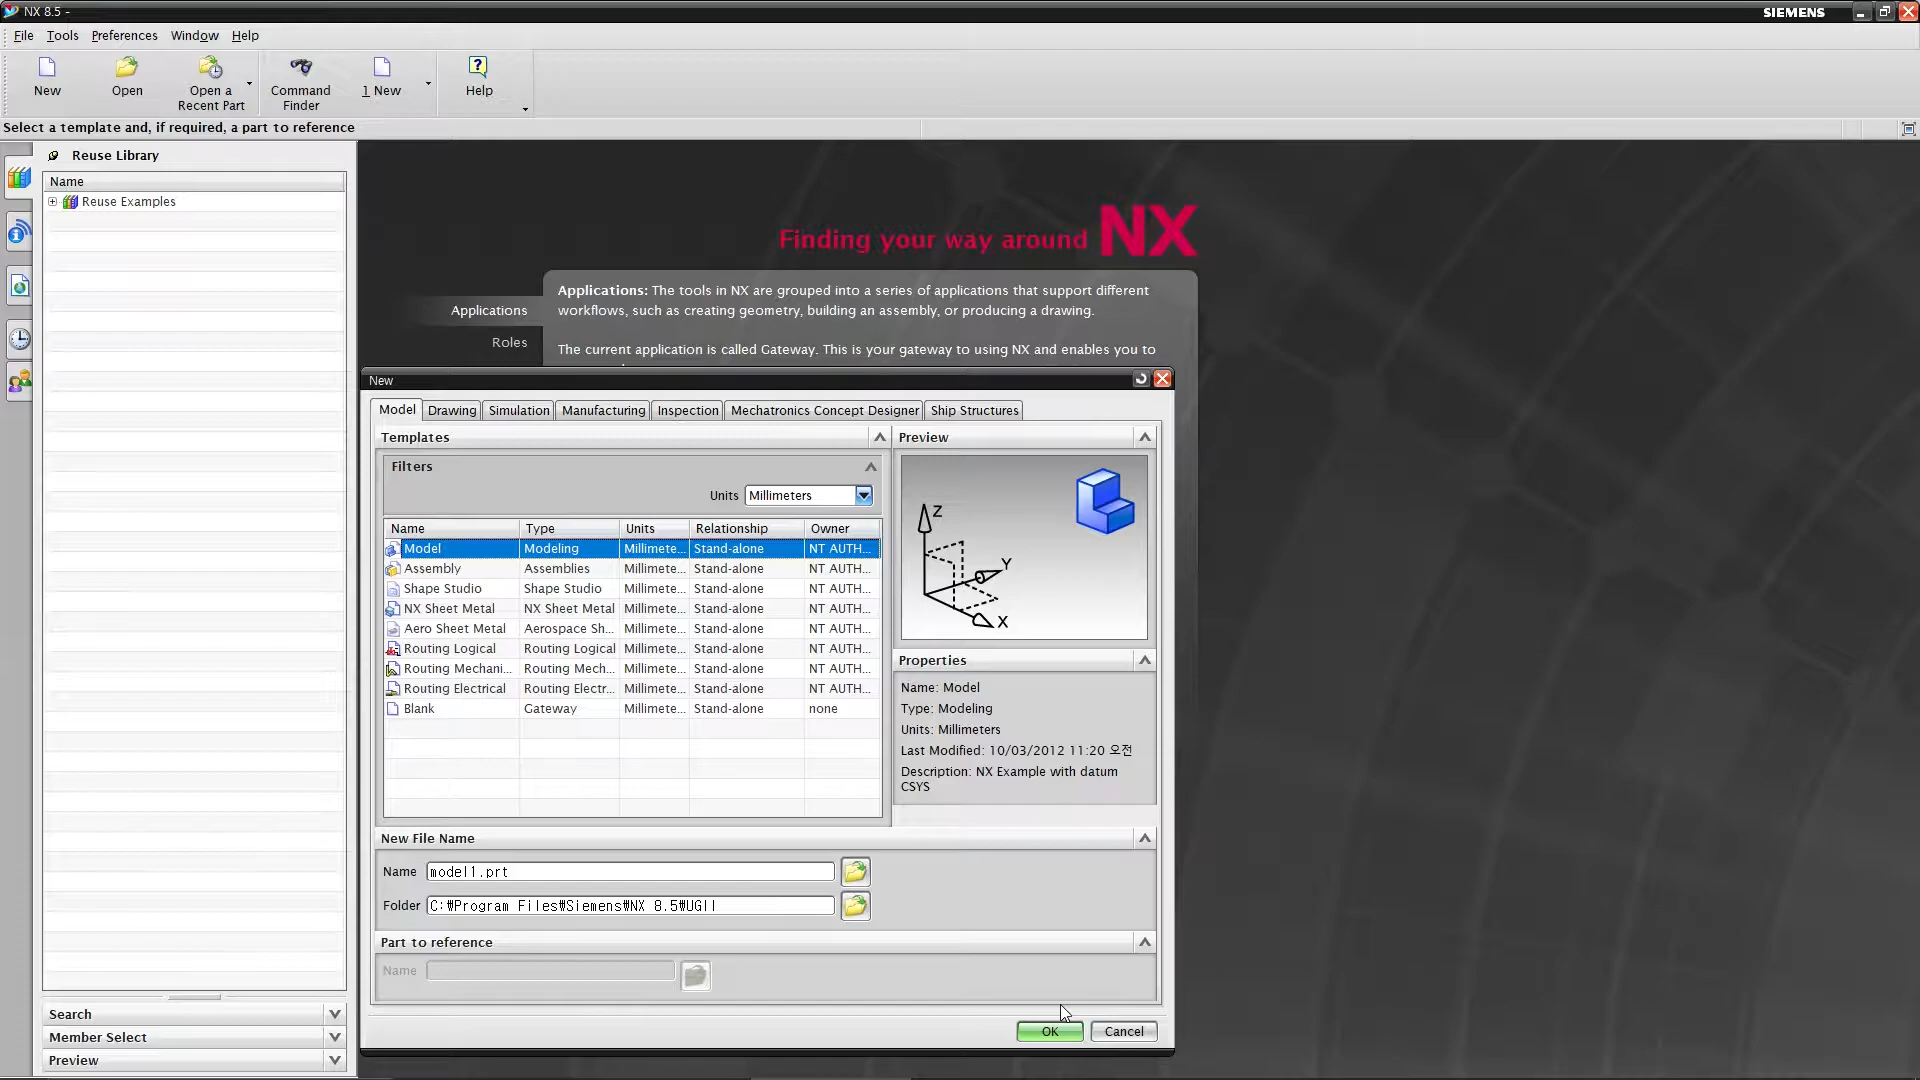 NX 8.5 -
SIEMENS
File Tools Preferences Window Help
New
Open
Open a
Recent Part
Command
Finder
1 New
Help
Select a template and, if required, a part to reference
Reuse Library
Name
Reuse Examples
Search
Member Select
Preview
Finding your way around NX
Applications
Roles
Applications: The tools in NX are grouped into a series of applications that support different
workflows, such as creating geometry, building an assembly, or producing a drawing.
The current application is called Gateway. This is your gateway to using NX and enables you to
New
Model Drawing Simulation Manufacturing Inspection Mechatronics Concept Designer Ship Structures
Templates
Filters
Units Millimeters
Name Type Units Relationship Owner
Model Modeling Millimete... Stand-alone NT AUTH...
Assembly Assemblies Millimete... Stand-alone NT AUTH...
Shape Studio Shape Studio Millimete... Stand-alone NT AUTH...
NX Sheet Metal NX Sheet Metal Millimete... Stand-alone NT AUTH...
Aero Sheet Metal Aerospace Sh... Millimete... Stand-alone NT AUTH...
Routing Logical Routing Logical Millimete... Stand-alone NT AUTH...
Routing Mechani... Routing Mech... Millimete... Stand-alone NT AUTH...
Routing Electrical Routing Electr... Millimete... Stand-alone NT AUTH...
Blank Gateway Millimete... Stand-alone none
Preview
Z
Y
X
Properties
Name: Model
Type: Modeling
Units: Millimeters
Last Modified: 10/03/2012 11:20 오전
Description: NX Example with datum
CSYS
New File Name
Name model1.prt
Folder C:₩Program Files₩Siemens₩NX 8.5₩UGII
Part to reference
Name
OK Cancel